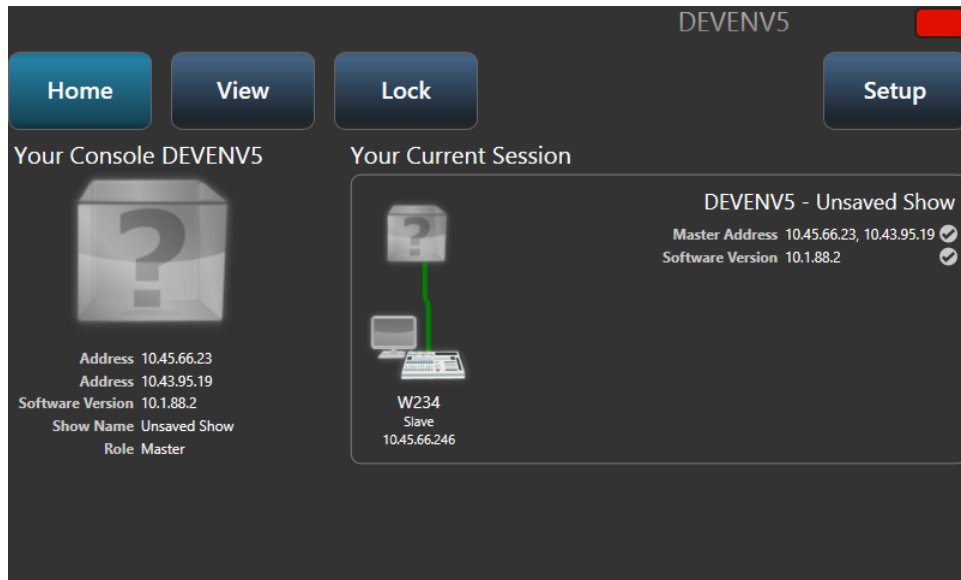 DEVENV5
Home
View
Lock
Setup
Your Console DEVENV5
?
Address 10.45.66.23
Address 10.43.95.19
Software Version 10.1.88.2
Show Name Unsaved Show
Role Master
Your Current Session
?
W234
Slave
10.45.66.246
DEVENV5 - Unsaved Show
Master Address 10.45.66.23, 10.43.95.19
Software Version 10.1.88.2